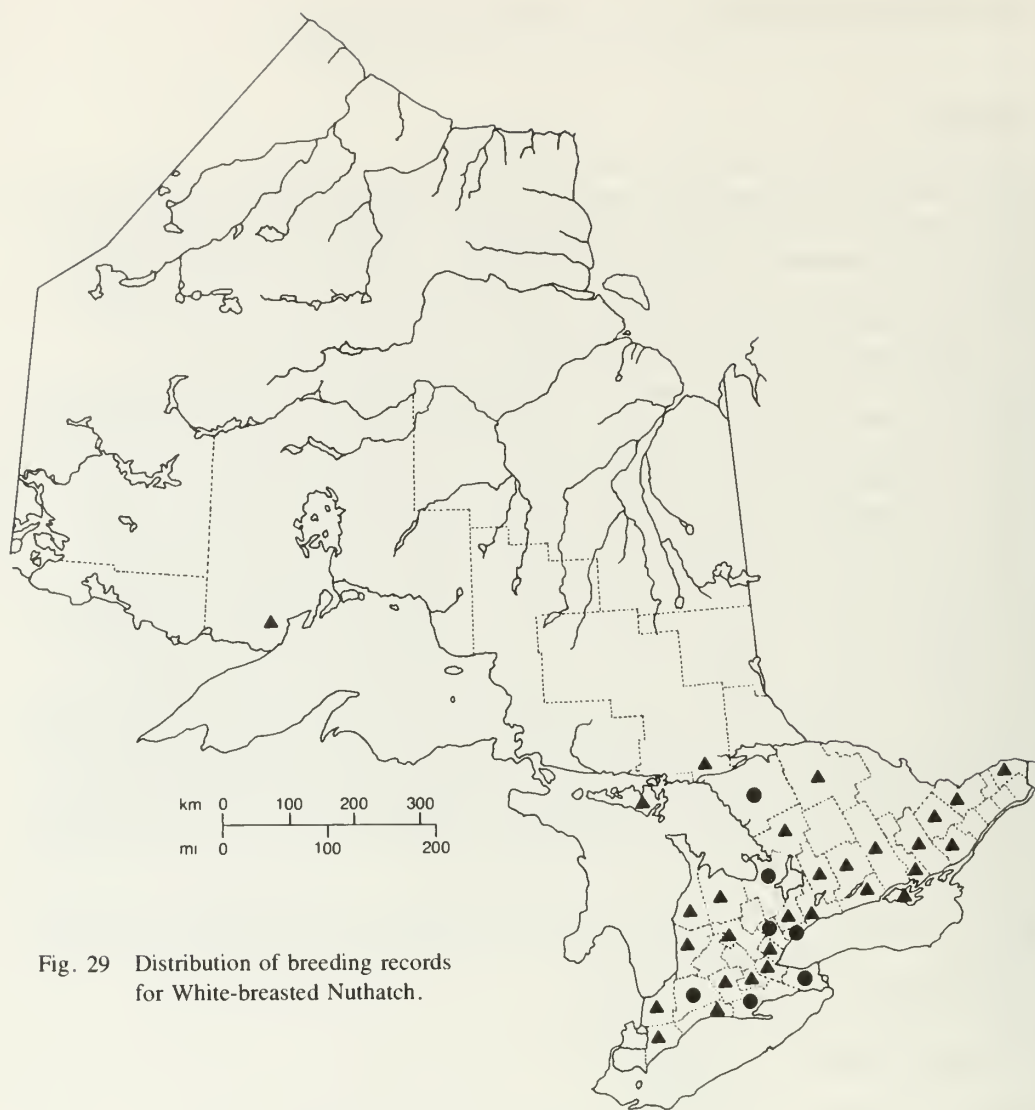 km 0 100 200 300
mi 0 100 200
Fig. 29 Distribution of breeding records
for White-breasted Nuthatch.